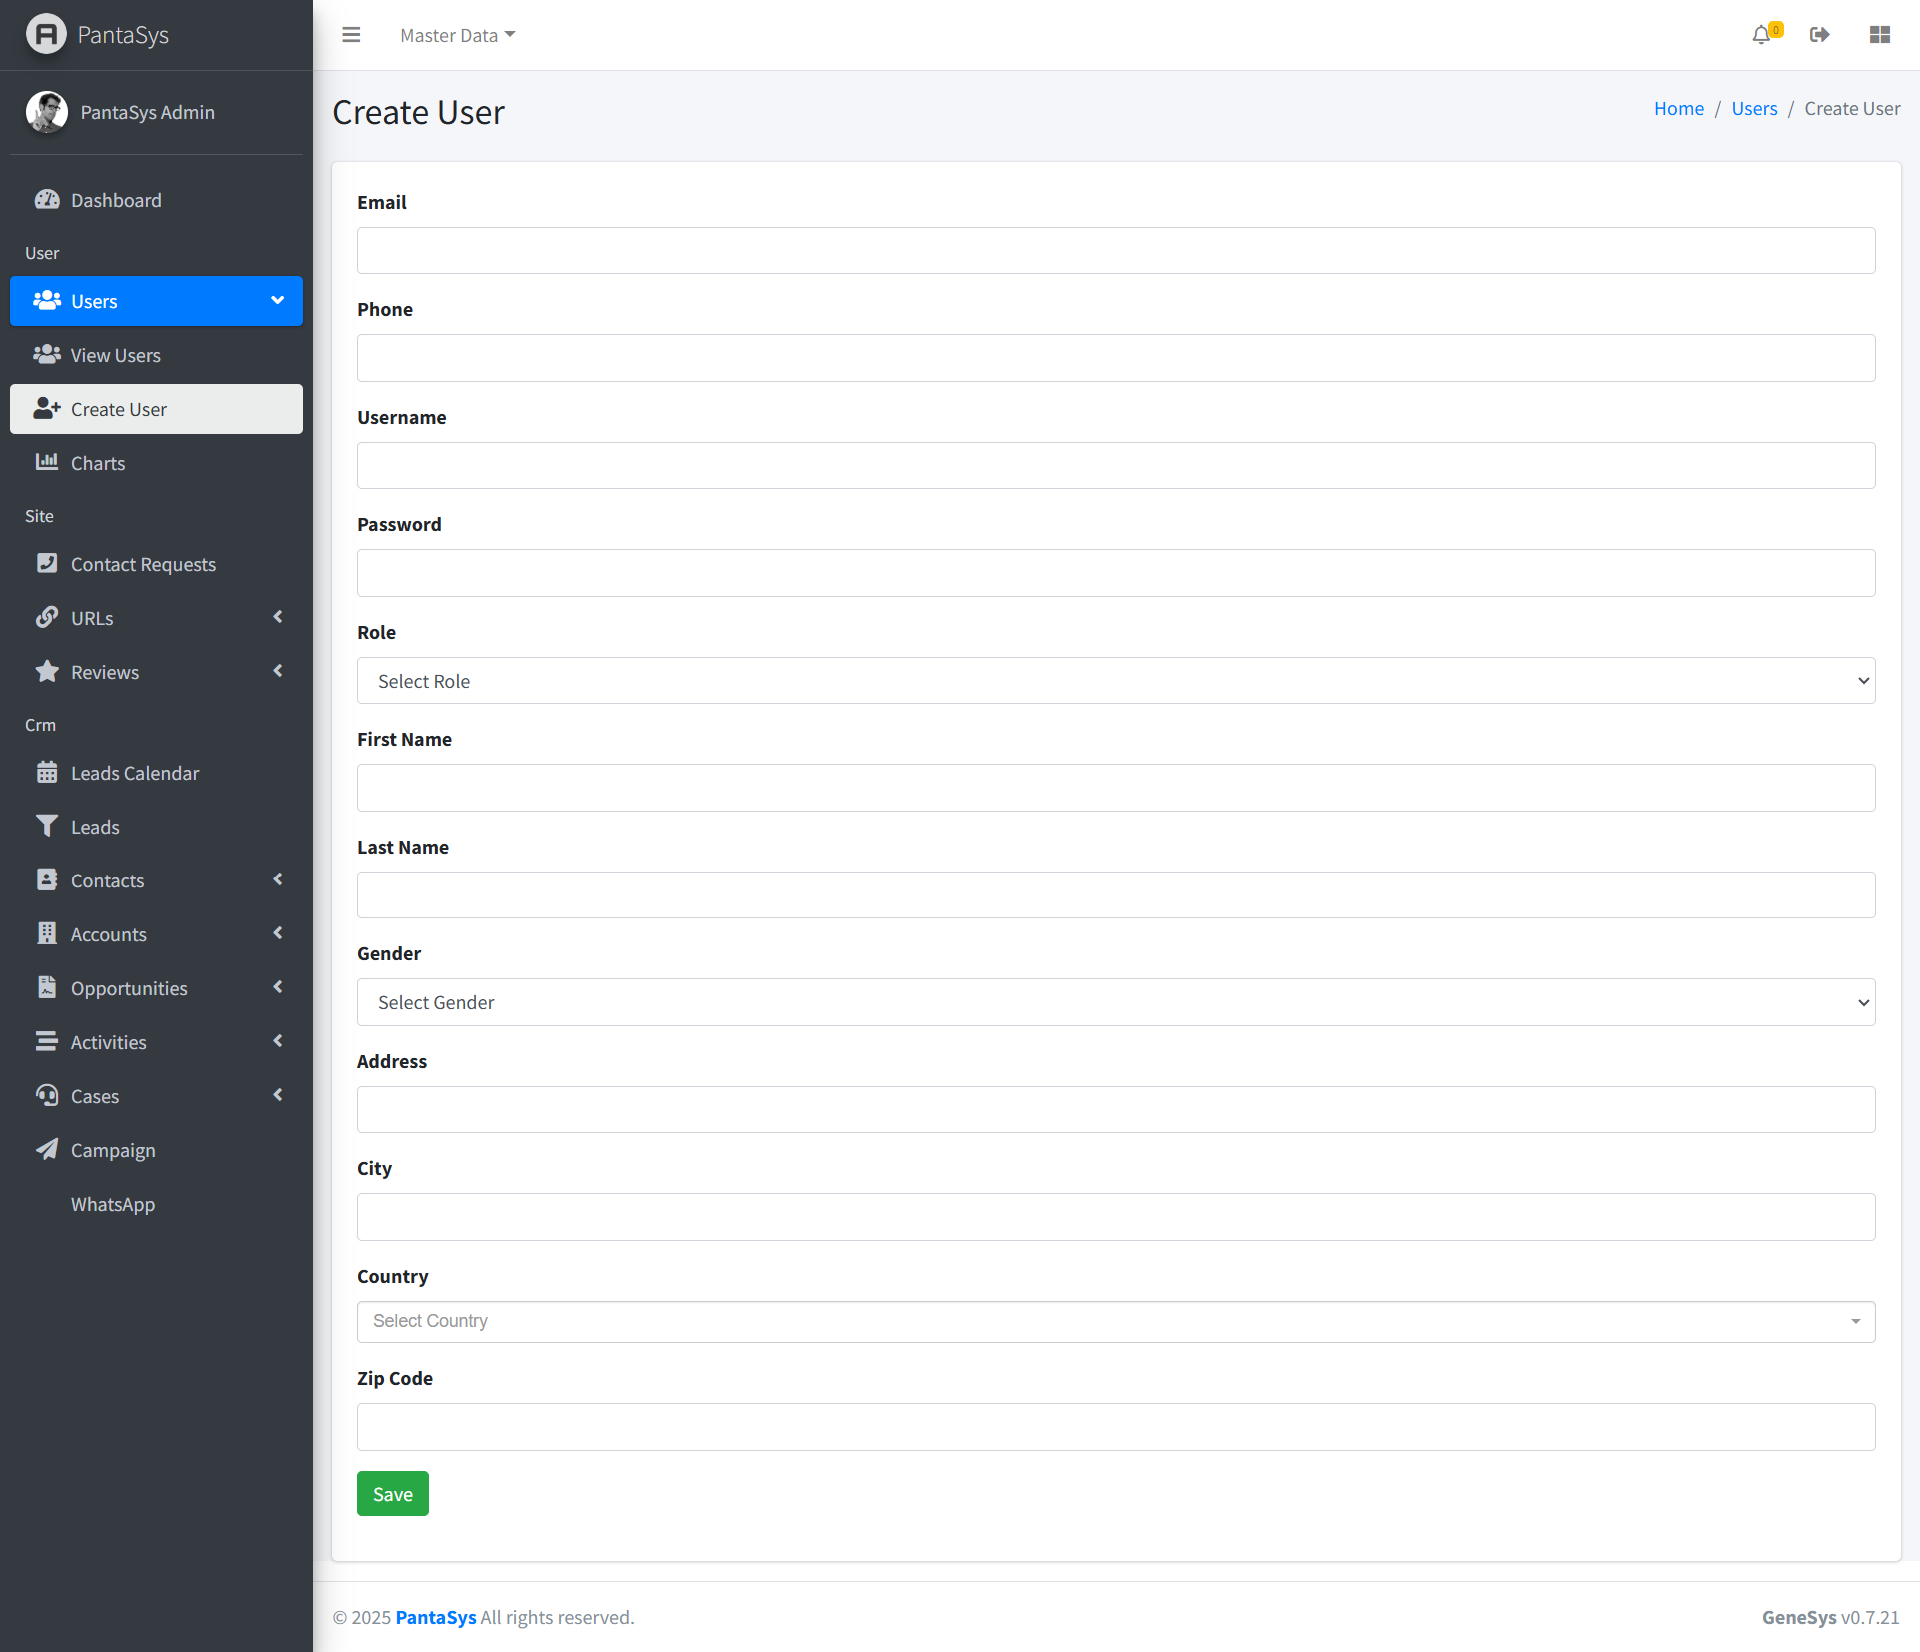 PantaSys
Master Data
0
PantaSys Admin
Create User
Home / Users / Create User
Dashboard
User
Users
View Users
Create User
Charts
Site
Contact Requests
URLs
Reviews
Crm
Leads Calendar
Leads
Contacts
Accounts
Opportunities
Activities
Cases
Campaign
WhatsApp
Email
Phone
Username
Password
Role
Select Role
First Name
Last Name
Gender
Select Gender
Address
City
Country
Select Country
Zip Code
Save
© 2025 PantaSys All rights reserved.
GeneSys v0.7.21